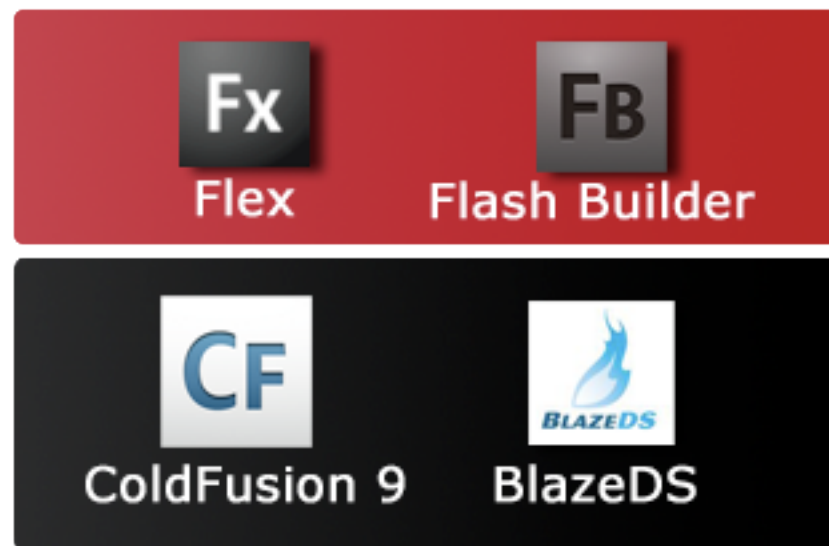 Fx
FB
Flex
Flash Builder
CF
BLAZEDS
ColdFusion 9
BlazeDS